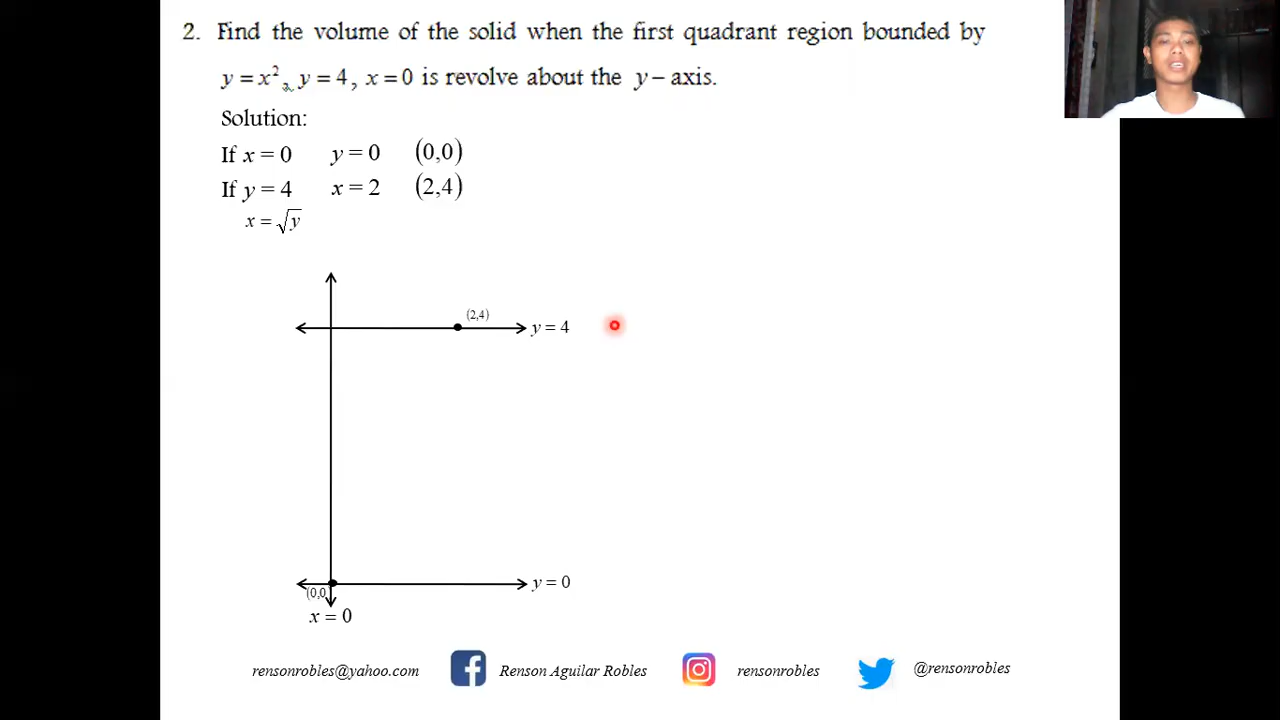 2. Find the volume of the solid when the first quadrant region bounded by
y = x², y = 4, x = 0 is revolve about the y – axis.
Solution:
If x = 0 y = 0 (0,0)
If y = 4 x = 2 (2,4)
x = √y
(2,4)
y = 4
y = 0
(0,0
x = 0
rensonrobles@yahoo.com Renson Aguilar Robles rensonrobles @rensonrobles